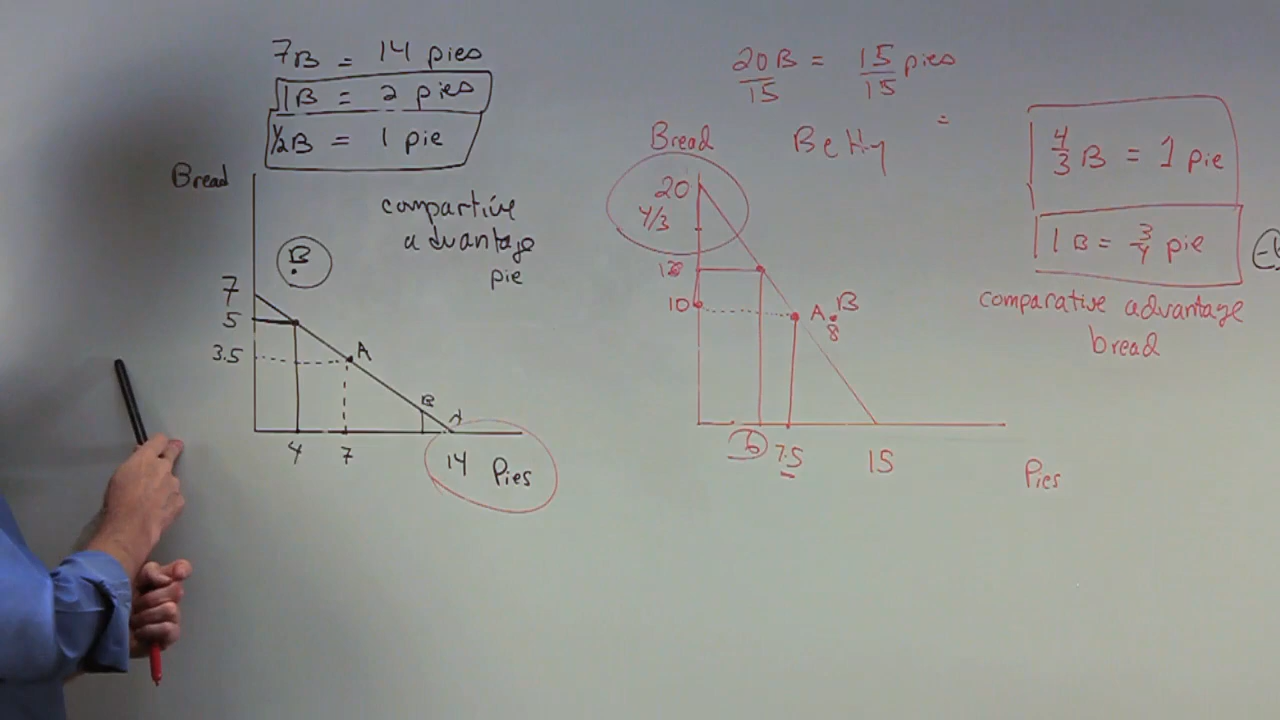 7B = 14 pies
1B = 2 pies
1/2B = 1 pie
Bread
compartive
advantage
pie
B
7
5
3.5
A
B
4
7
14 Pies
20B = 15 pies
15 15
Betty
=
Bread
20
4/3
10
A
B
8
6
7.5
15
Pies
4/3 B = 1 pie
1 B = 3/4 pie
comparative advantage
bread